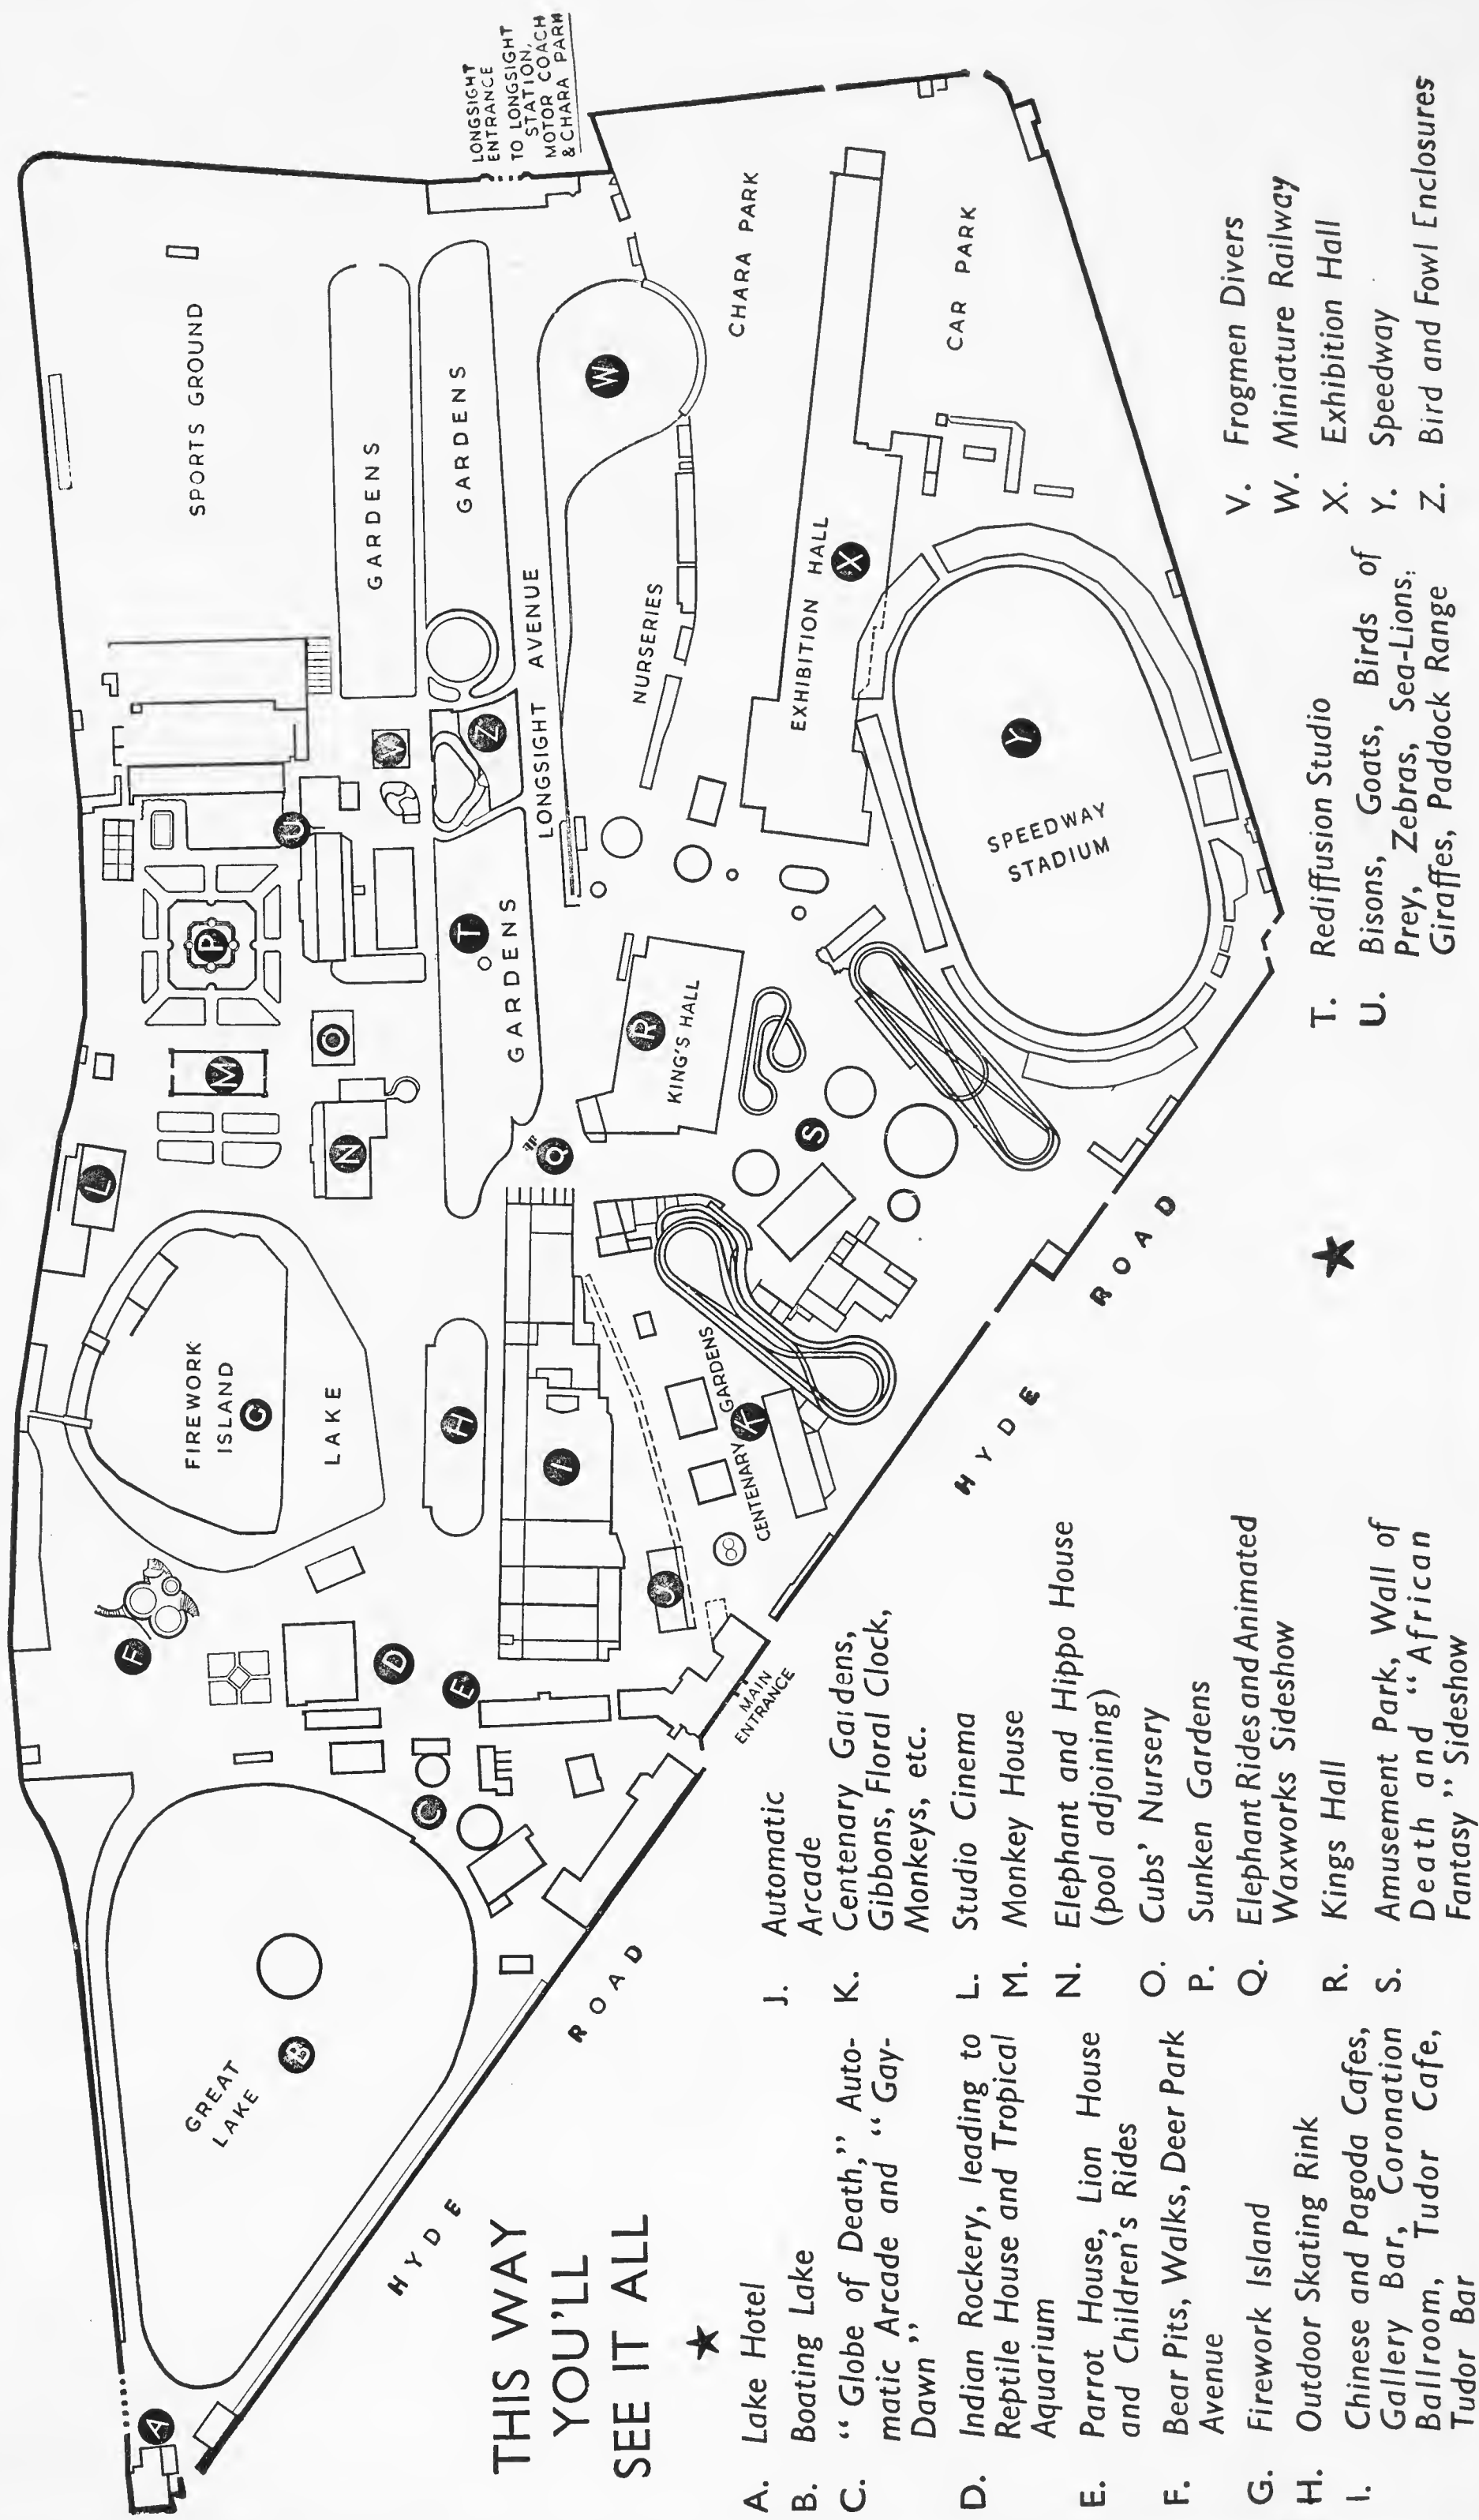 LONGSIGHT
ENTRANCE
TO LONGSIGHT
STATION,
MOTOR COACH
& CHARA PARK
SPORTS GROUND
GARDENS
GARDENS
CHARA PARK
CAR PARK
W
LONGSIGHT AVENUE
NURSERIES
EXHIBITION HALL
X
V
Z
U
P
T
GARDENS
Y
SPEEDWAY
STADIUM
O
M
N
L
R
KING'S HALL
Q
S
FIREWORK
ISLAND
G
LAKE
H
I
CENTENARY GARDENS
K
J
F
D
E
C
MAIN
ENTRANCE
HYDE ROAD
GREAT
LAKE
B
HYDE ROAD
A
THIS WAY
YOU'LL
SEE IT ALL
A. Lake Hotel
B. Boating Lake
C. “Globe of Death,” Auto-
matic Arcade and “Gay-
Dawn”
D. Indian Rockery, leading to
Reptile House and Tropical
Aquarium
E. Parrot House, Lion House
and Children's Rides
F. Bear Pits, Walks, Deer Park
Avenue
G. Firework Island
H. Outdoor Skating Rink
I. Chinese and Pagoda Cafes,
Gallery Bar, Coronation
Ballroom, Tudor Cafe,
Tudor Bar
J. Automatic
Arcade
K. Centenary Gardens,
Gibbons, Floral Clock,
Monkeys, etc.
L. Studio Cinema
M. Monkey House
N. Elephant and Hippo House
(pool adjoining)
O. Cubs' Nursery
P. Sunken Gardens
Q. Elephant Rides and Animated
Waxworks Sideshow
R. Kings Hall
S. Amusement Park, Wall of
Death and “African
Fantasy” Sideshow
T. Rediffusion Studio
U. Bisons, Goats, Birds of
Prey, Zebras, Sea-Lions,
Giraffes, Paddock Range
V. Frogmen Divers
W. Miniature Railway
X. Exhibition Hall
Y. Speedway
Z. Bird and Fowl Enclosures